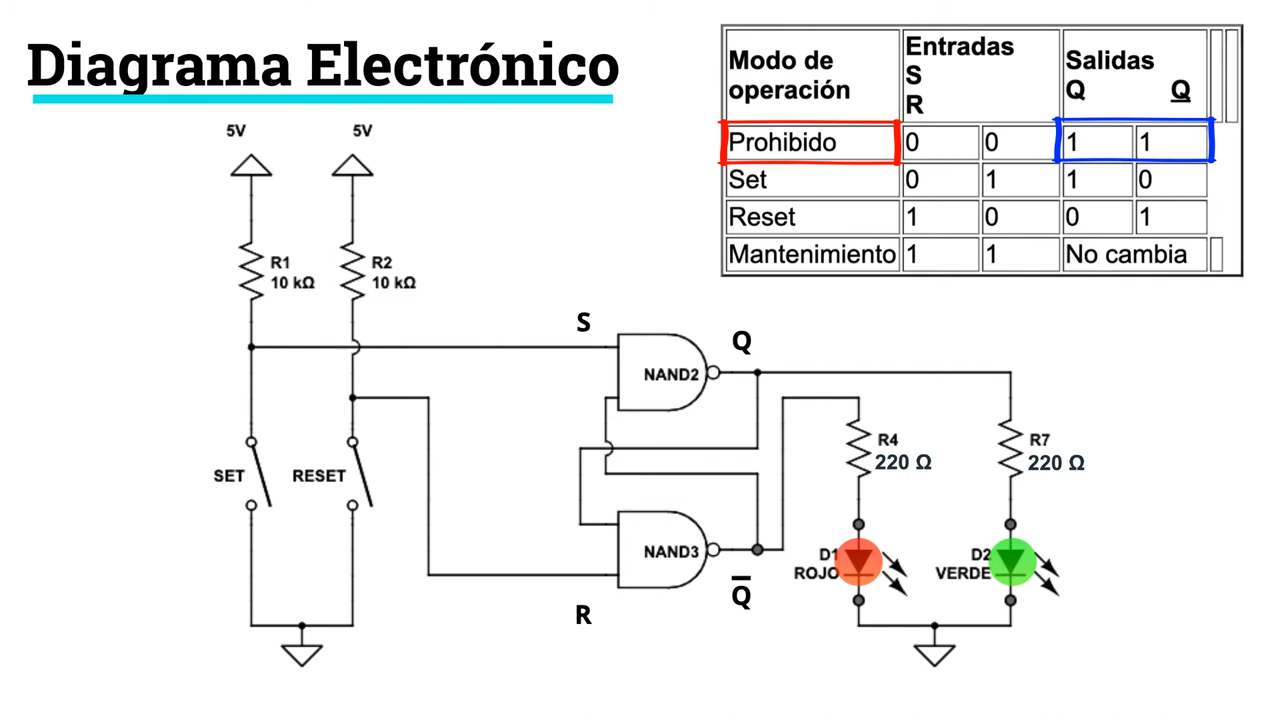 Diagrama Electrónico
Modo de operación
Entradas
S
R
Salidas
Q Q
Prohibido 0 0 1 1
Set 0 1 1 0
Reset 1 0 0 1
Mantenimiento 1 1 No cambia
5V 5V
R1
10 kΩ
R2
10 kΩ
S
NAND2
Q
SET
RESET
R4
220 Ω
R7
220 Ω
NAND3
Q
R
D1
ROJO
D2
VERDE